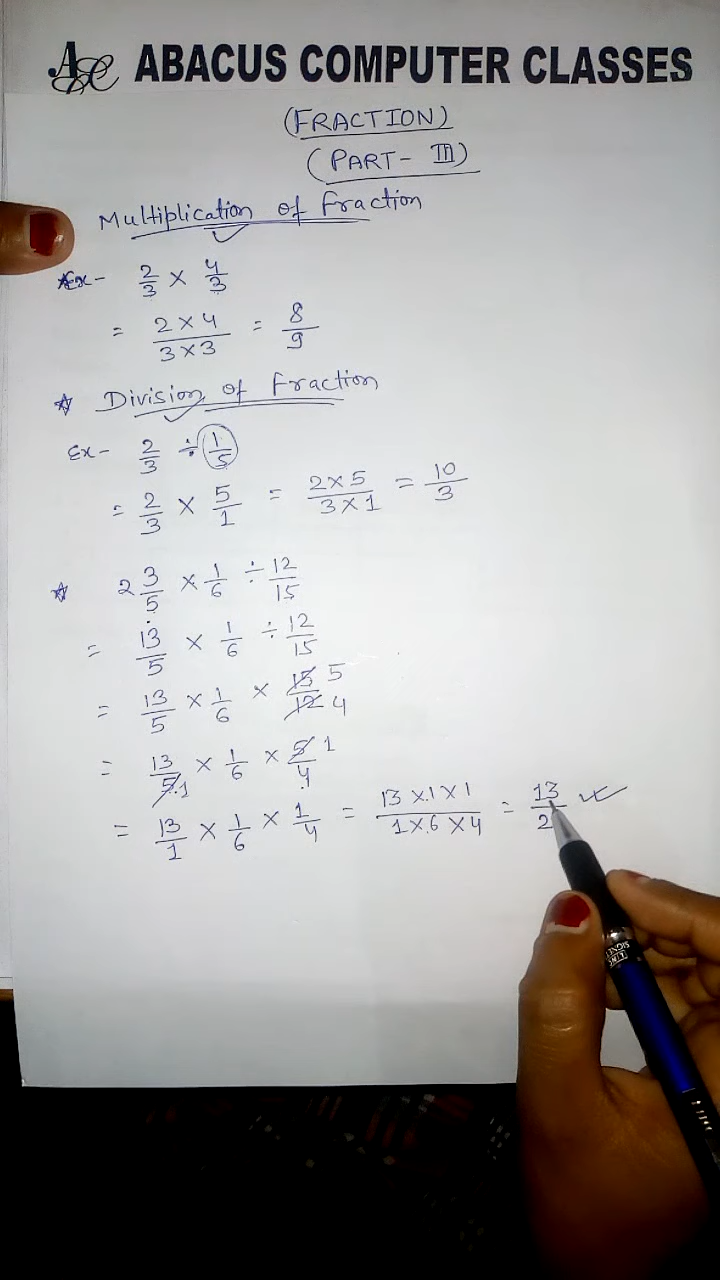 AC ABACUS COMPUTER CLASSES
(FRACTION)
(PART- III)
Multiplication of fraction
Ex- 2/3 × 4/3
= 2×4/3×3 = 8/9
☆ Division of fraction
Ex- 2/3 ÷ 1/5
= 2/3 × 5/1 = 2×5/3×1 = 10/3
☆ 2 3/5 × 1/6 ÷ 12/15
= 13/5 × 1/6 ÷ 12/15
= 13/5 × 1/6 × 15/12 5/4
= 13/5 1 × 1/6 × 5/4 1
= 13/1 × 1/6 × 1/4 = 13×1×1/1×6×4 = 13/2